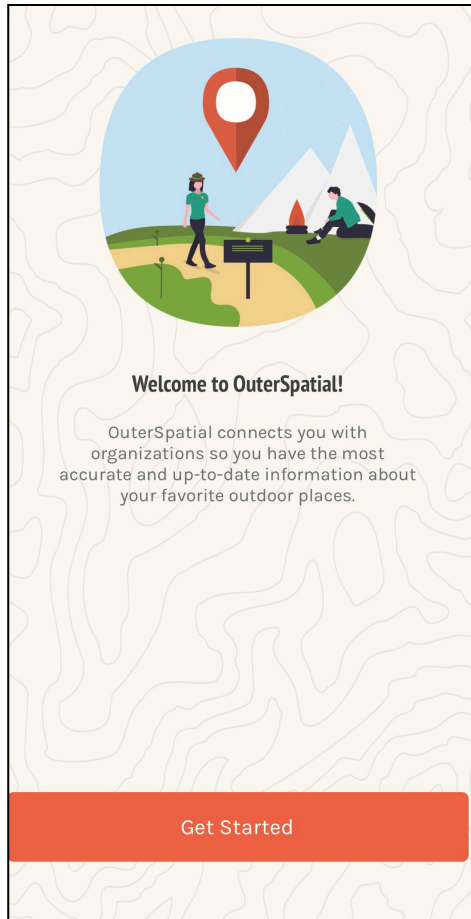 Welcome to OuterSpatial!
OuterSpatial connects you with
organizations so you have the most
accurate and up-to-date information about
your favorite outdoor places.
Get Started